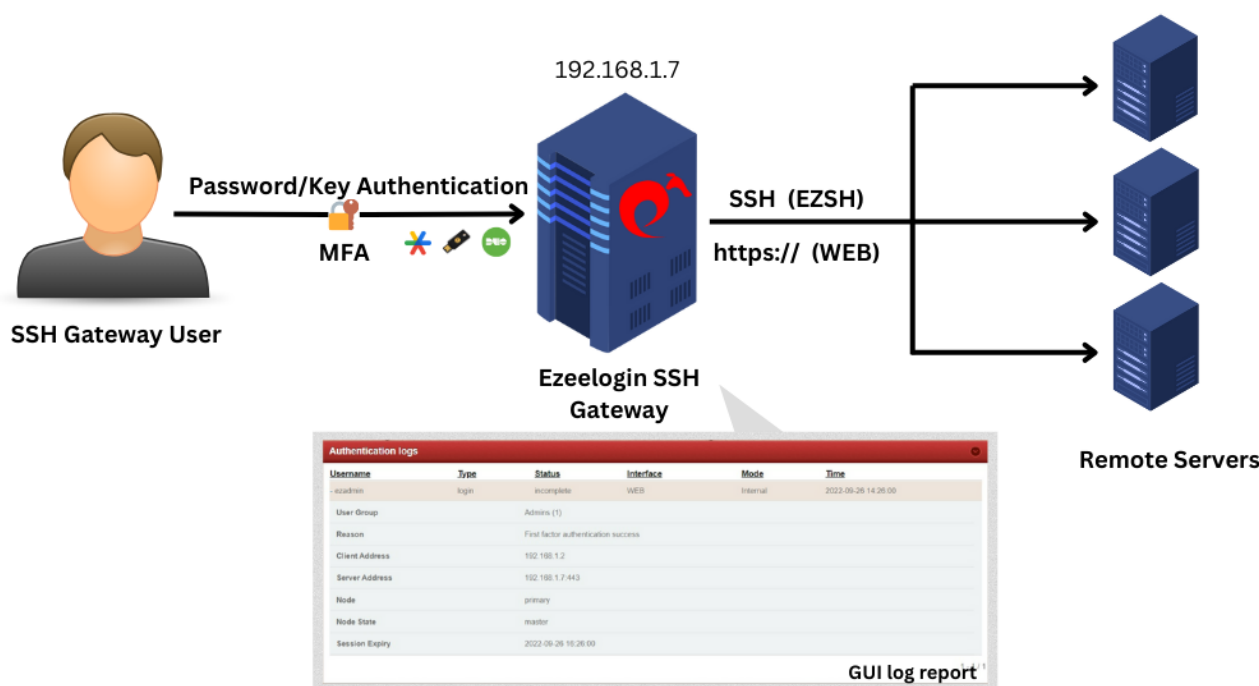 192.168.1.7
Password/Key Authentication
MFA
DUO
SSH (EZSH)
https:// (WEB)
SSH Gateway User
Ezeelogin SSH
Gateway
Remote Servers
Authentication logs
Username Type Status Interface Mode Time
- ezadmin login incomplete WEB Internal 2022-09-26 14:26:00
User Group Admins (1)
Reason First factor authentication success
Client Address 192.168.1.2
Server Address 192.168.1.7:443
Node primary
Node State master
Session Expiry 2022-09-26 16:26:00
GUI log report